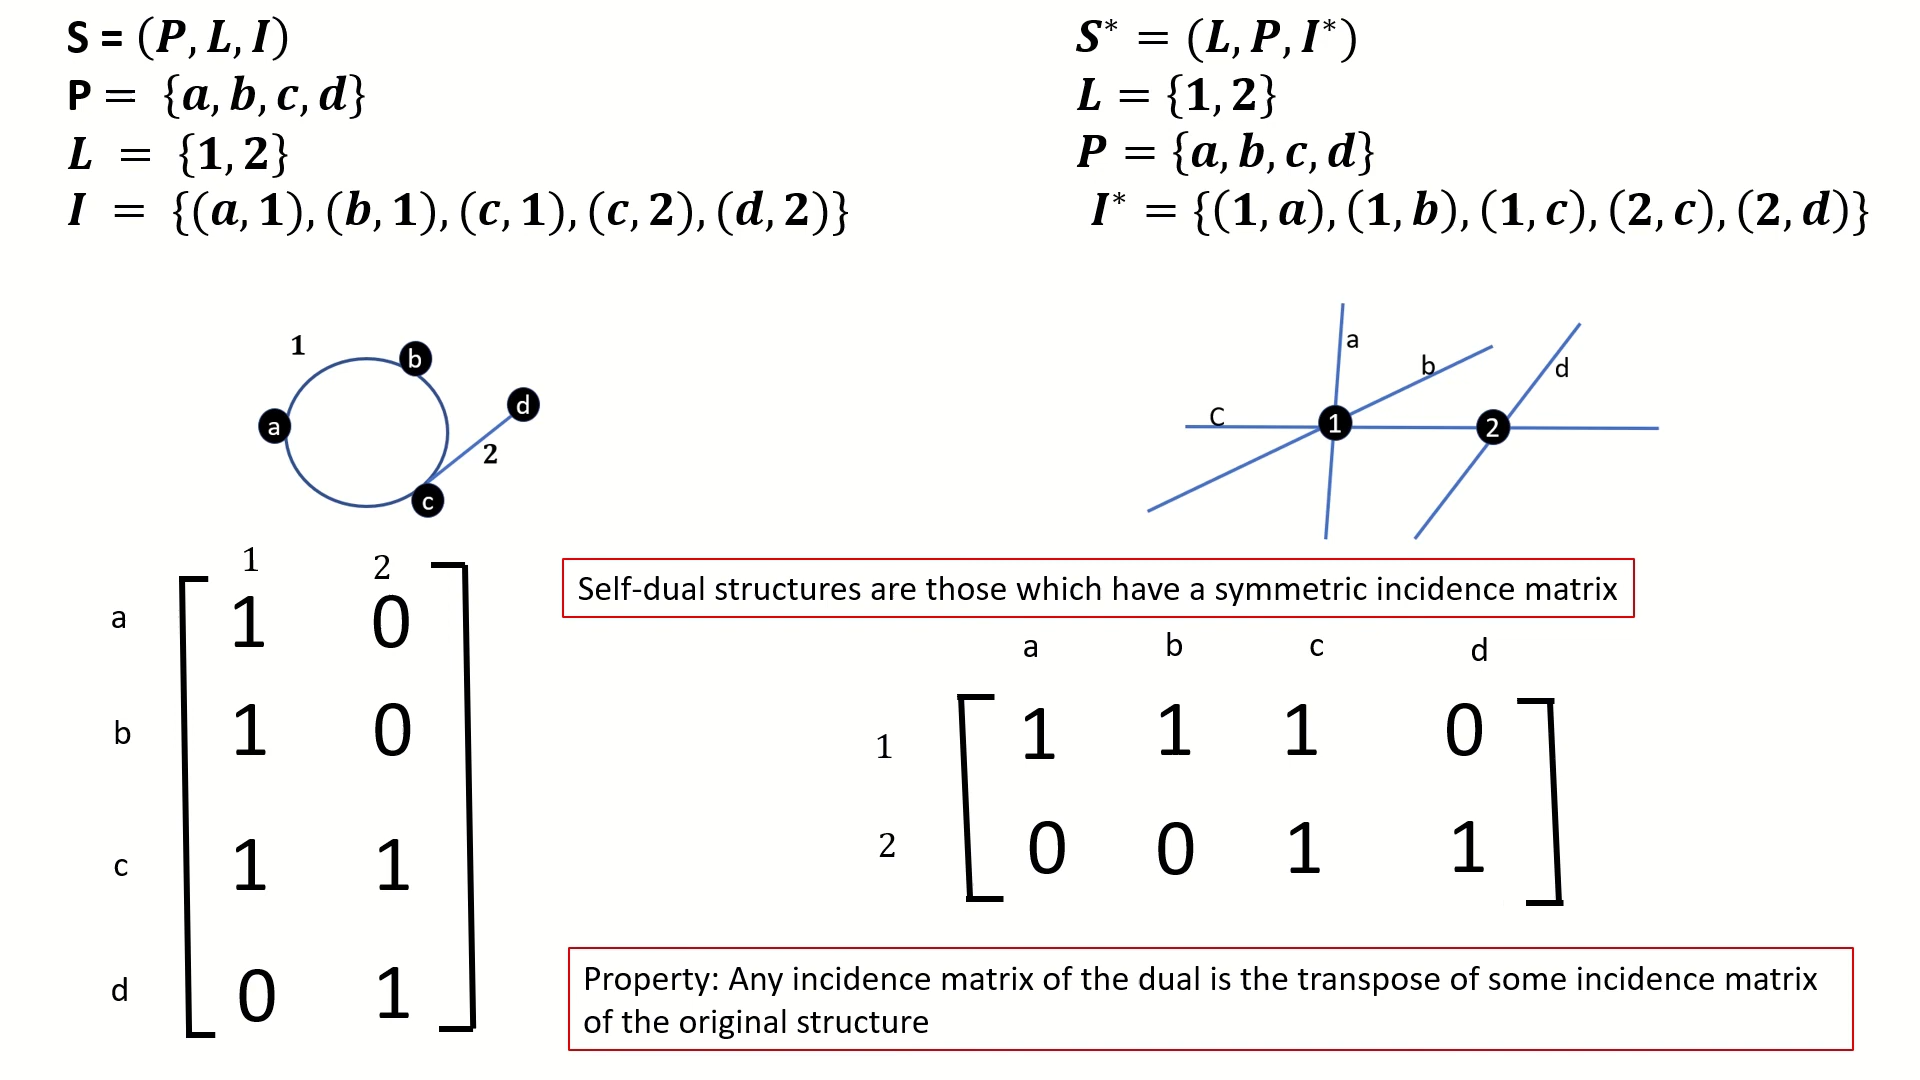 S = (P, L, I)
P = {a, b, c, d}
L = {1, 2}
I = {(a, 1), (b, 1), (c, 1), (c, 2), (d, 2)}
S* = (L, P, I*)
L = {1, 2}
P = {a, b, c, d}
I* = {(1, a), (1, b), (1, c), (2, c), (2, d)}
1
b
a
d
2
c
a
b
d
C
1
2
1 2
a 1 0
b 1 0
c 1 1
d 0 1
Self-dual structures are those which have a symmetric incidence matrix
a b c d
1 1 1 1 0
2 0 0 1 1
Property: Any incidence matrix of the dual is the transpose of some incidence matrix
of the original structure